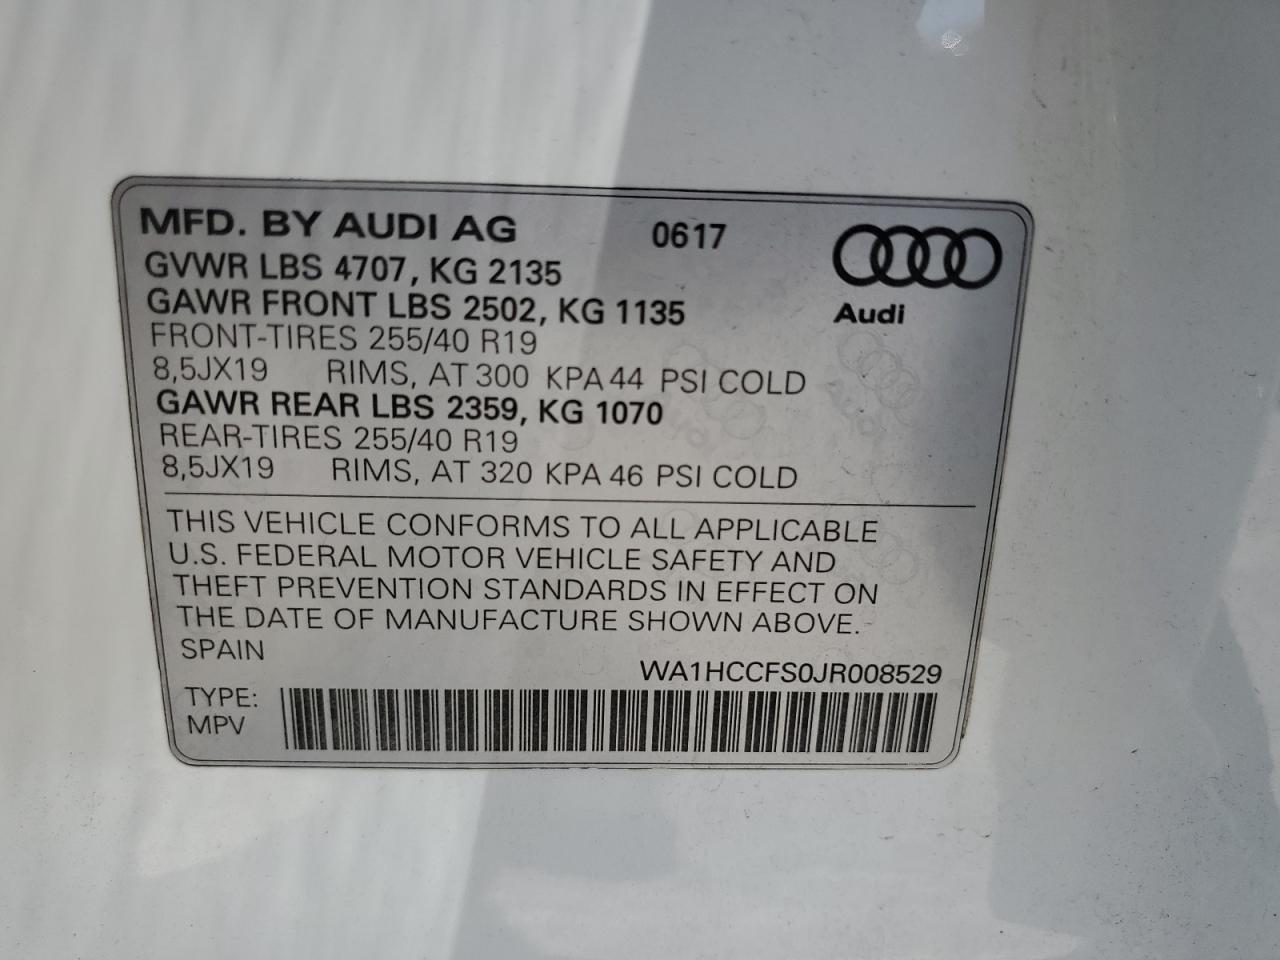 MFD. BY AUDI AG 0617
GVWR LBS 4707, KG 2135
GAWR FRONT LBS 2502, KG 1135
Audi
FRONT-TIRES 255/40 R19
8,5JX19 RIMS, AT 300 KPA 44 PSI COLD
GAWR REAR LBS 2359, KG 1070
REAR-TIRES 255/40 R19
8,5JX19 RIMS, AT 320 KPA 46 PSI COLD
THIS VEHICLE CONFORMS TO ALL APPLICABLE
U.S. FEDERAL MOTOR VEHICLE SAFETY AND
THEFT PREVENTION STANDARDS IN EFFECT ON
THE DATE OF MANUFACTURE SHOWN ABOVE.
SPAIN
WA1HCCFS0JR008529
TYPE:
MPV